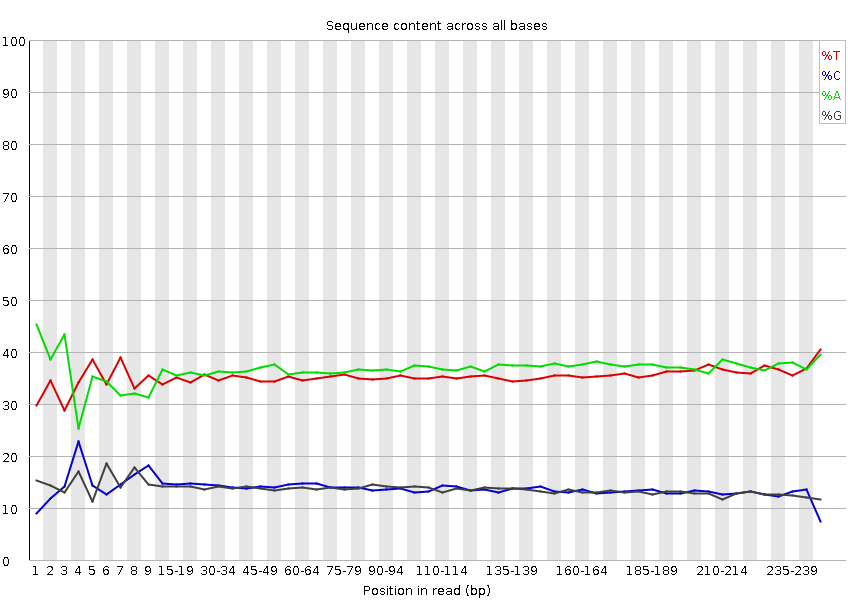 Sequence content across all bases
100
90
80
70
60
50
40
30
20
10
0
%T
%C
%A
%G
1 2 3 4 5 6 7 8 9 15-19 30-34 45-49 60-64 75-79 90-94 110-114 135-139 160-164 185-189 210-214 235-239
Position in read (bp)